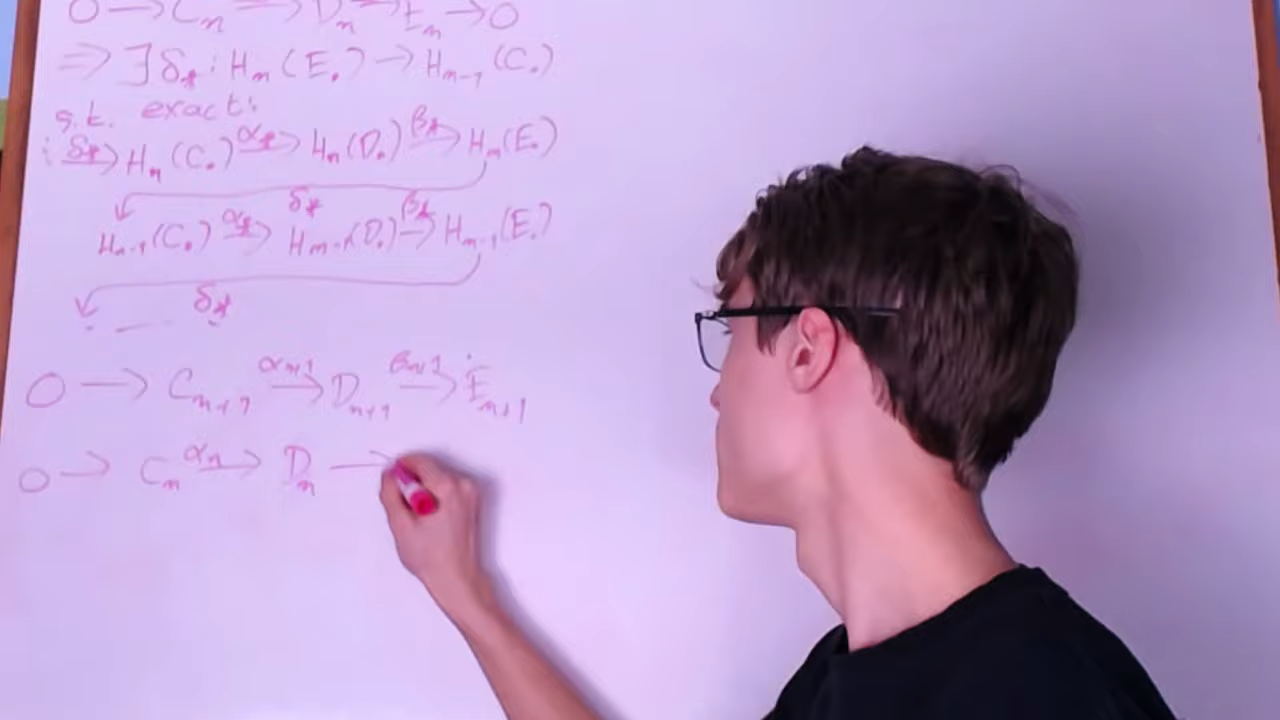 0 → C_n → D_n → E_n → 0
⇒ ∃ δ_* : H_n (E.) → H_{n-1} (C.)
s.t. exact:
δ_* → H_n (C.) α_* → H_n (D.) β_* → H_n (E.)
δ_*
H_{n-1} (C.) α_* → H_{n-1} (D.) β_* → H_{n-1} (E.)
δ_*
0 → C_{n+1} α_{n+1} → D_{n+1} β_{n+1} → E_{n+1}
0 → C_n α_n → D_n →